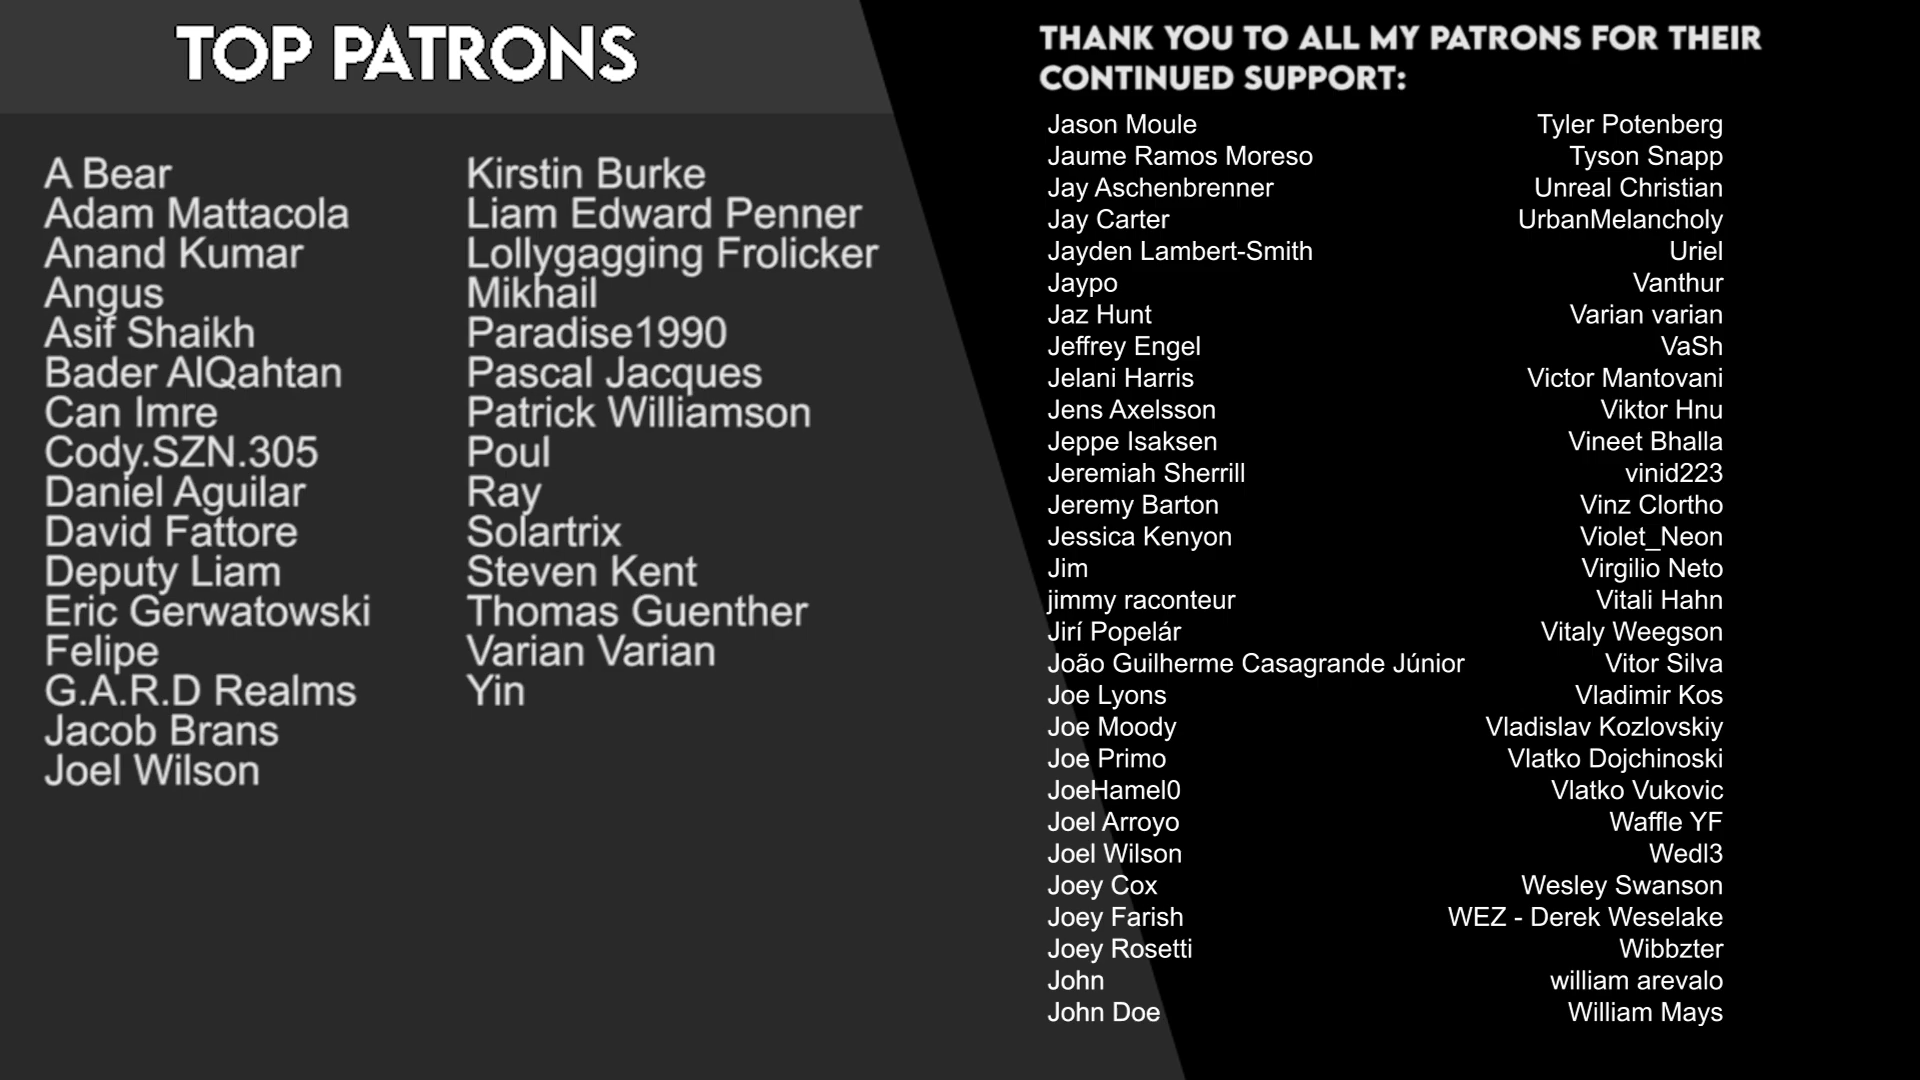 TOP PATRONS
A Bear
Adam Mattacola
Anand Kumar
Angus
Asif Shaikh
Bader AlQahtan
Can Imre
Cody.SZN.305
Daniel Aguilar
David Fattore
Deputy Liam
Eric Gerwatowski
Felipe
G.A.R.D Realms
Jacob Brans
Joel Wilson
Kirstin Burke
Liam Edward Penner
Lollygagging Frolicker
Mikhail
Paradise1990
Pascal Jacques
Patrick Williamson
Poul
Ray
Solartrix
Steven Kent
Thomas Guenther
Varian Varian
Yin
THANK YOU TO ALL MY PATRONS FOR THEIR
CONTINUED SUPPORT:
Jason Moule
Jaume Ramos Moreso
Jay Aschenbrenner
Jay Carter
Jayden Lambert-Smith
Jaypo
Jaz Hunt
Jeffrey Engel
Jelani Harris
Jens Axelsson
Jeppe Isaksen
Jeremiah Sherrill
Jeremy Barton
Jessica Kenyon
Jim
jimmy raconteur
Jirí Popelár
João Guilherme Casagrande Júnior
Joe Lyons
Joe Moody
Joe Primo
JoeHamel0
Joel Arroyo
Joel Wilson
Joey Cox
Joey Farish
Joey Rosetti
John
John Doe
Tyler Potenberg
Tyson Snapp
Unreal Christian
UrbanMelancholy
Uriel
Vanthur
Varian varian
VaSh
Victor Mantovani
Viktor Hnu
Vineet Bhalla
vinid223
Vinz Clortho
Violet_Neon
Virgilio Neto
Vitali Hahn
Vitaly Weegson
Vitor Silva
Vladimir Kos
Vladislav Kozlovskiy
Vlatko Dojchinoski
Vlatko Vukovic
Waffle YF
Wedl3
Wesley Swanson
WEZ - Derek Weselake
Wibbzter
william arevalo
William Mays